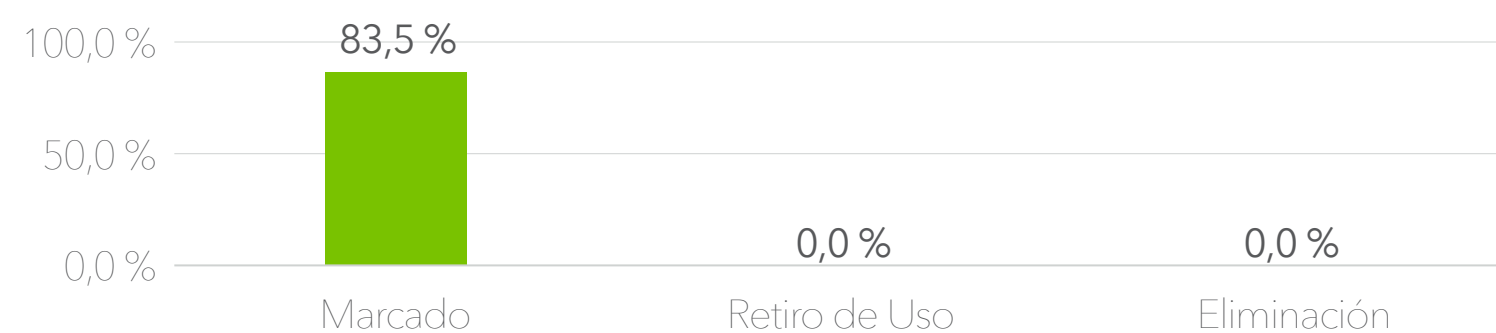 83,5 %
100,0 %
50,0 %
0,0 %
0,0 %
0,0 %
Marcado
Retiro de Uso
Eliminación